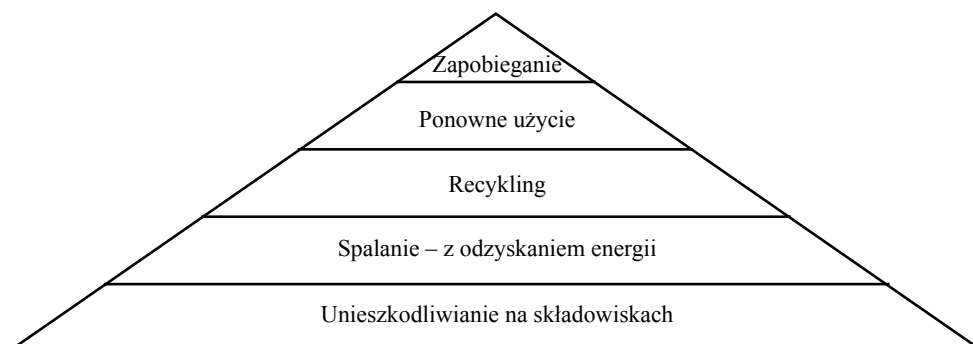 Zapobieganie
Ponowne użycie
Recykling
Spalanie – z odzyskaniem energii
Unieszkodliwianie na składowiskach